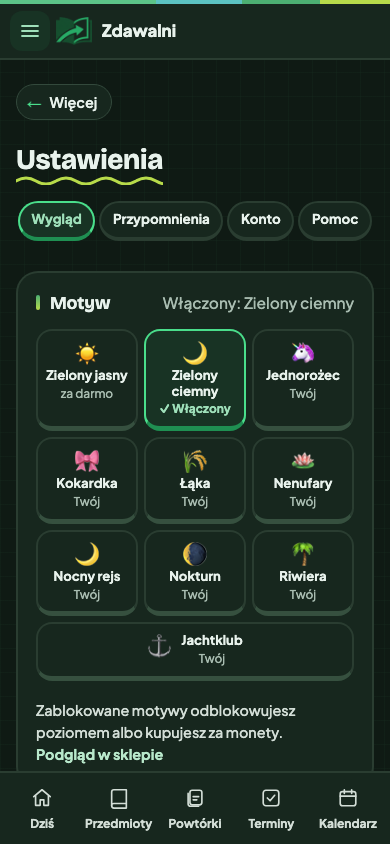 Zdawalni
← Więcej
Ustawienia
Wygląd Przypomnienia Konto Pomoc
Motyw Włączony: Zielony ciemny
Zielony jasny
za darmo
Zielony
ciemny
✓ Włączony
Jednorożec
Twój
Kokardka
Twój
Łąka
Twój
Nenufary
Twój
Nocny rejs
Twój
Nokturn
Twój
Riwiera
Twój
Jachtklub
Twój
Zablokowane motywy odblokowujesz
poziomem albo kupujesz za monety.
Podgląd w sklepie
Dziś Przedmioty Powtórki Terminy Kalendarz